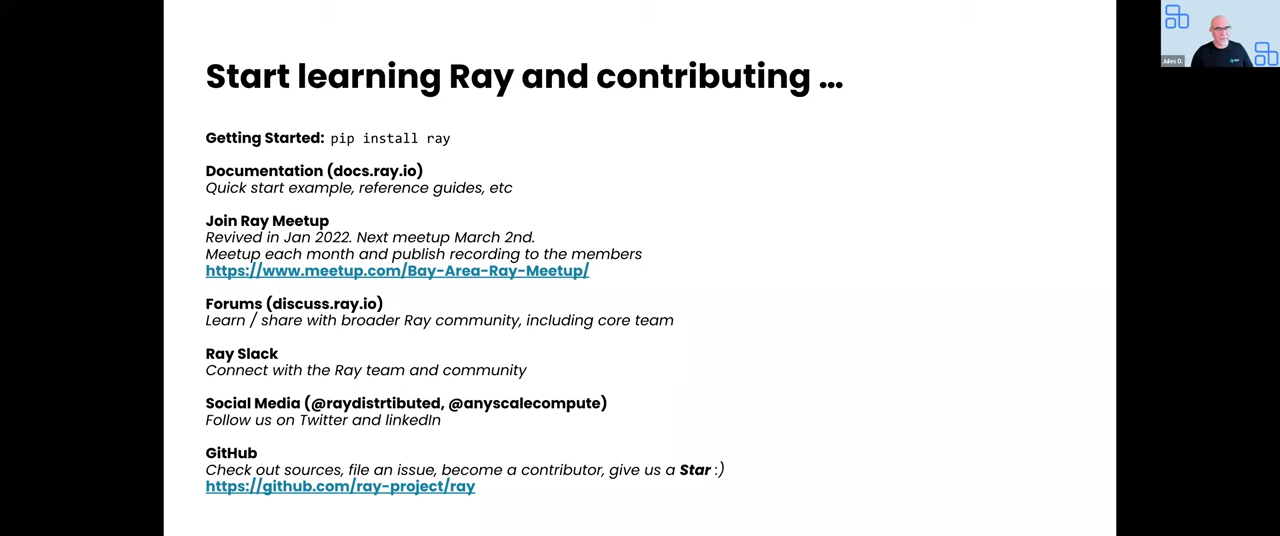 Start learning Ray and contributing ...
Getting Started: pip install ray
Documentation (docs.ray.io)
Quick start example, reference guides, etc
Join Ray Meetup
Revived in Jan 2022. Next meetup March 2nd.
Meetup each month and publish recording to the members
https://www.meetup.com/Bay-Area-Ray-Meetup/
Forums (discuss.ray.io)
Learn / share with broader Ray community, including core team
Ray Slack
Connect with the Ray team and community
Social Media (@raydistrtibuted, @anyscalecompute)
Follow us on Twitter and linkedIn
GitHub
Check out sources, file an issue, become a contributor, give us a Star :)
https://github.com/ray-project/ray
Jules D.